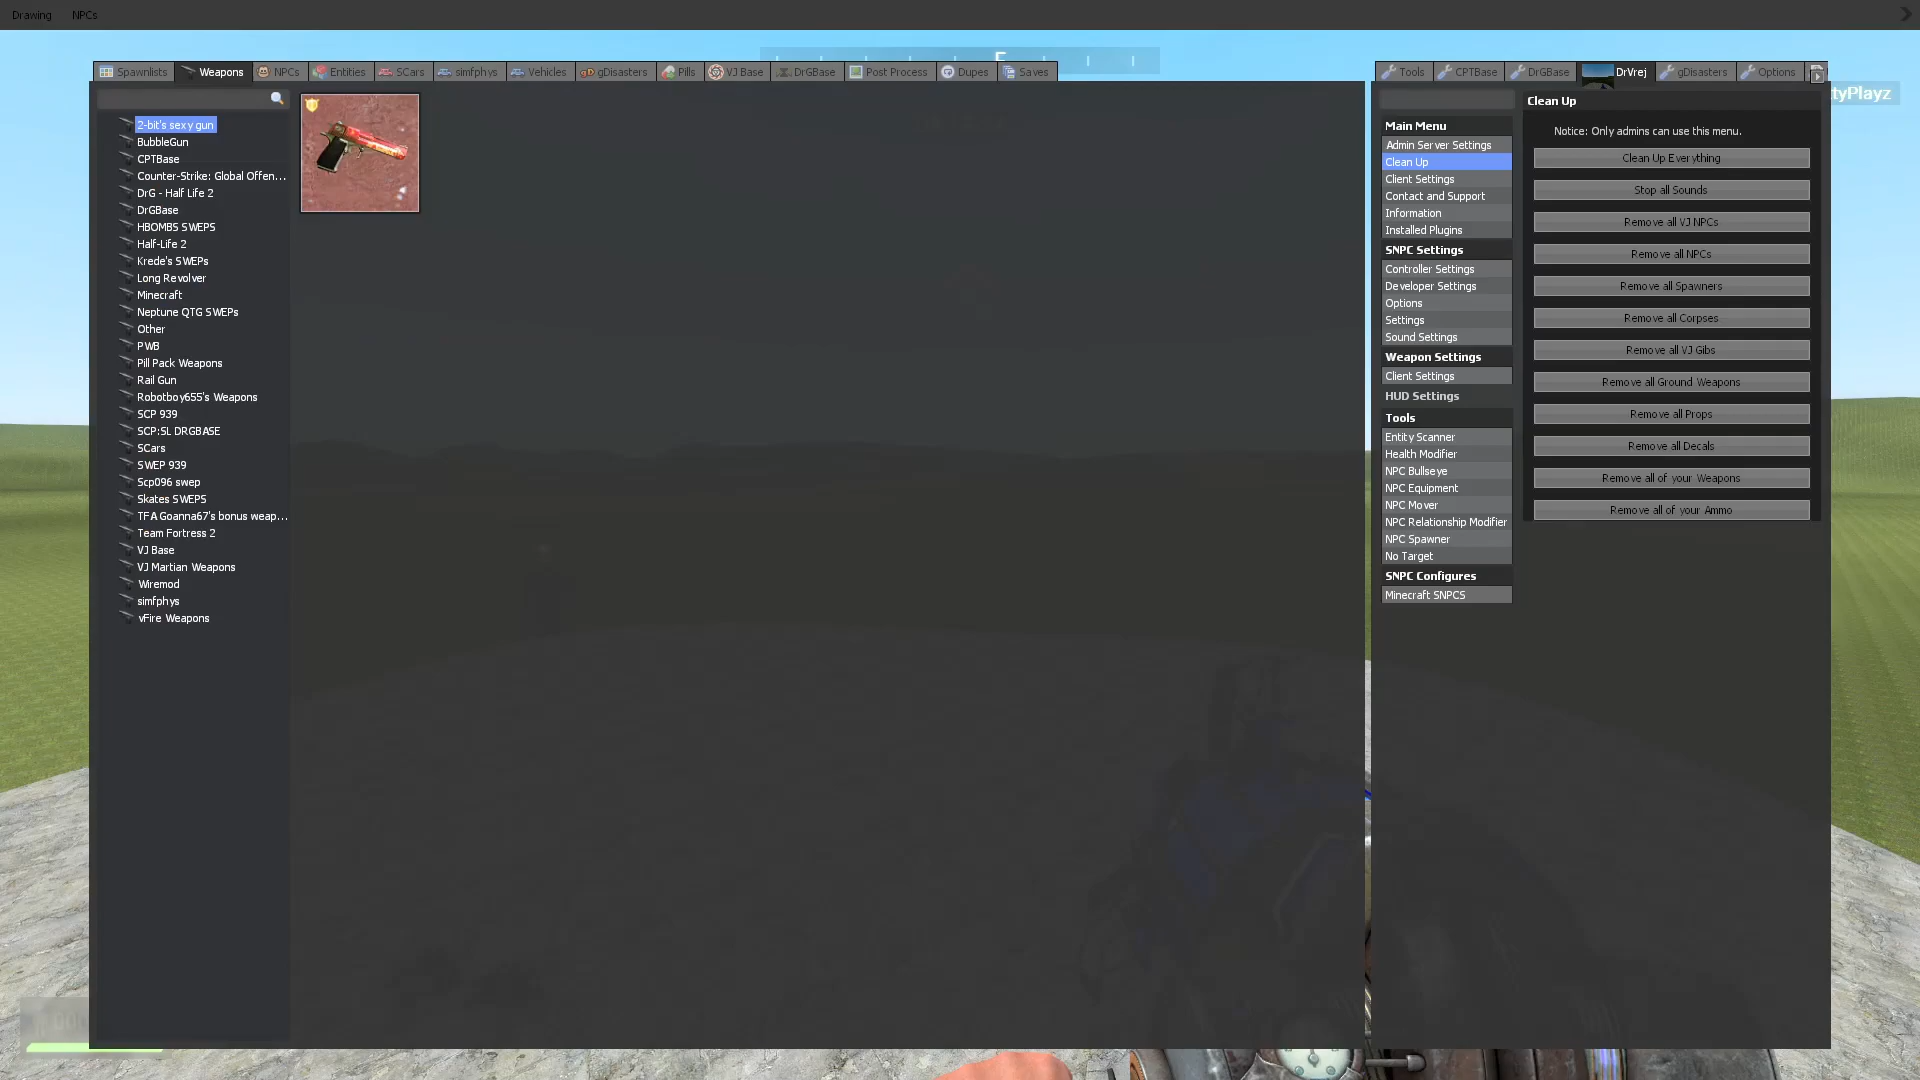 Drawing NPCs
E
Spawnlists Weapons NPCs Entities SCars simfphys Vehicles gDisasters Pills VJ Base DrGBase Post Process Dupes Saves
2-bit's sexy gun
BubbleGun
CPTBase
Counter-Strike: Global Offen...
DrG - Half Life 2
DrGBase
HBOMBS SWEPS
Half-Life 2
Krede's SWEPs
Long Revolver
Minecraft
Neptune QTG SWEPs
Other
PWB
Pill Pack Weapons
Rail Gun
Robotboy655's Weapons
SCP 939
SCP:SL DRGBASE
SCars
SWEP 939
Scp096 swep
Skates SWEPS
TFA Goanna67's bonus weap...
Team Fortress 2
VJ Base
VJ Martian Weapons
Wiremod
simfphys
vFire Weapons
Tools CPTBase DrGBase DrVrej gDisasters Options
tyPlayz
Main Menu
Admin Server Settings
Clean Up
Client Settings
Contact and Support
Information
Installed Plugins
SNPC Settings
Controller Settings
Developer Settings
Options
Settings
Sound Settings
Weapon Settings
Client Settings
HUD Settings
Tools
Entity Scanner
Health Modifier
NPC Bullseye
NPC Equipment
NPC Mover
NPC Relationship Modifier
NPC Spawner
No Target
SNPC Configures
Minecraft SNPCS
Clean Up
Notice: Only admins can use this menu.
Clean Up Everything
Stop all Sounds
Remove all VJ NPCs
Remove all NPCs
Remove all Spawners
Remove all Corpses
Remove all VJ Gibs
Remove all Ground Weapons
Remove all Props
Remove all Decals
Remove all of your Weapons
Remove all of your Ammo